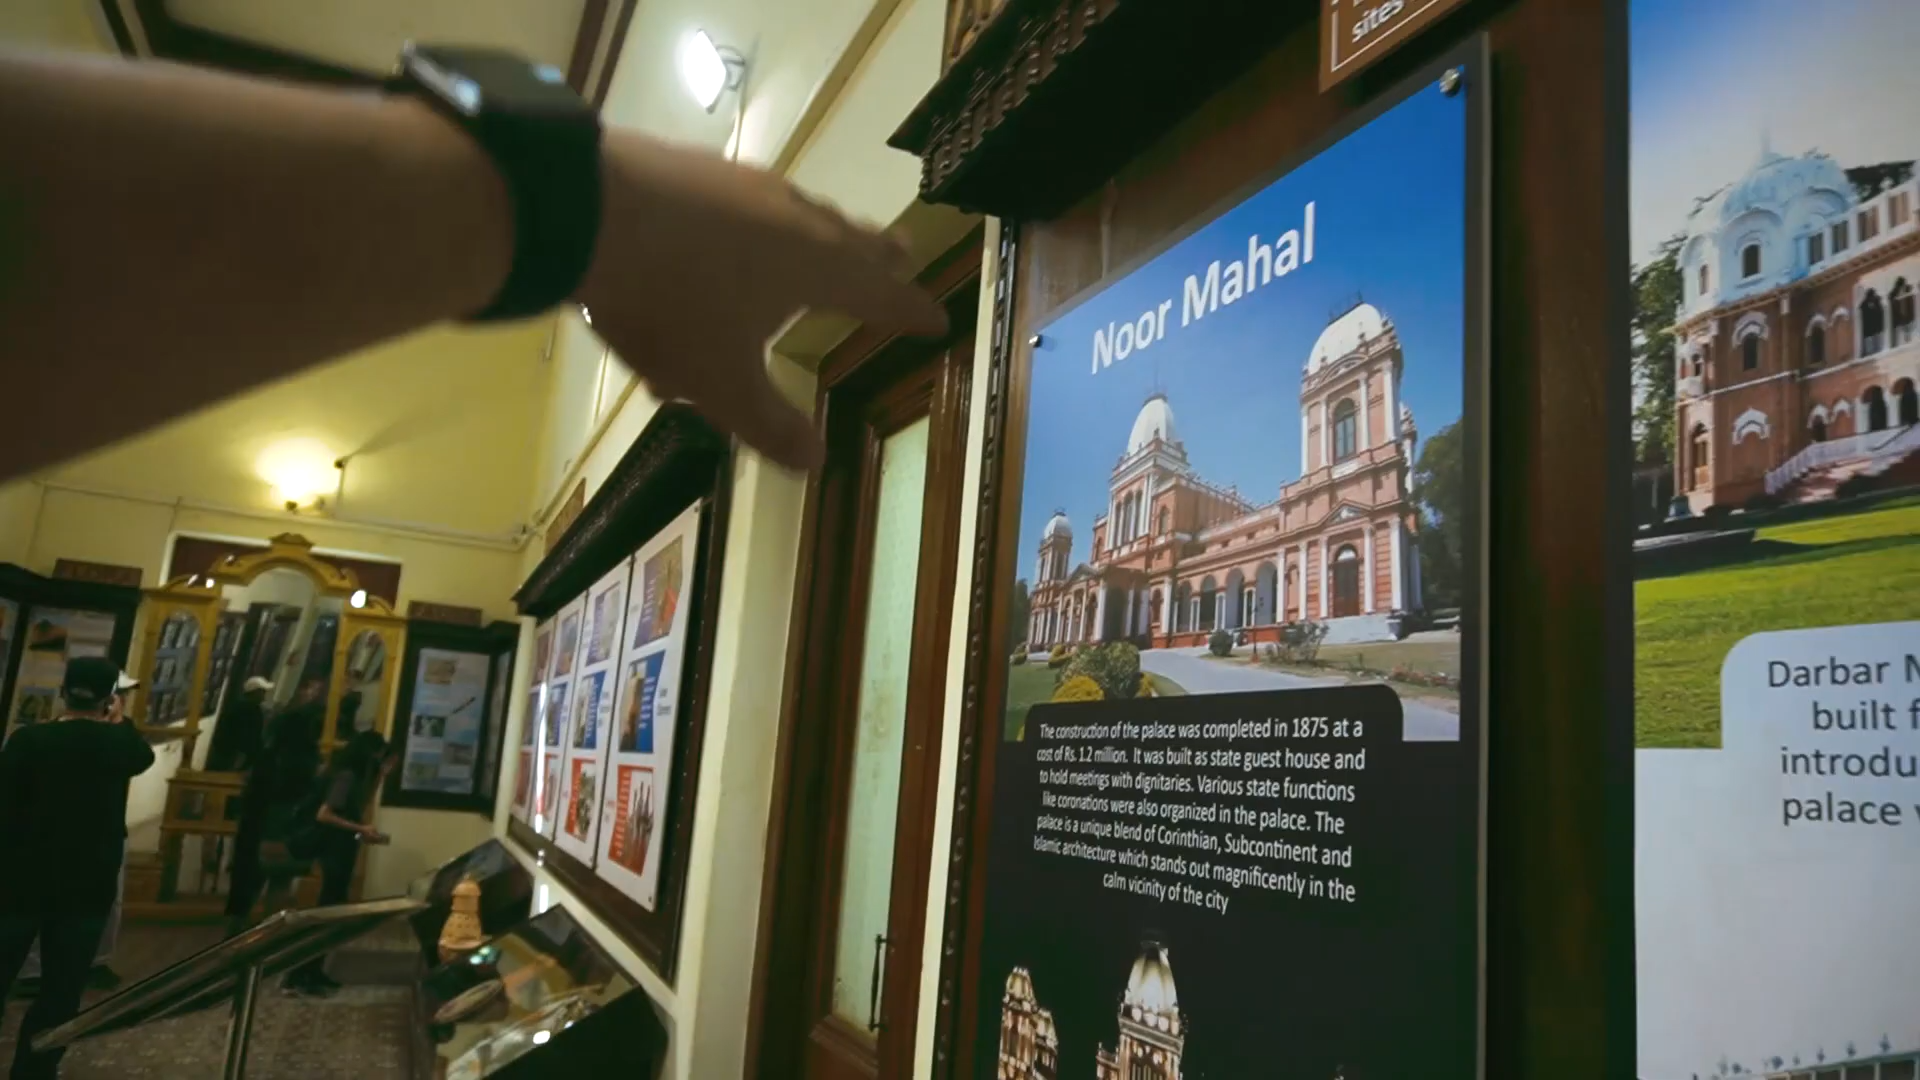 sites
Noor Mahal
The construction of the palace was completed in 1875 at a
cost of Rs. 1.2 million. It was built as state guest house and
to hold meetings with dignitaries. Various state functions
like coronations were also organized in the palace. The
palace is a unique blend of Corinthian, Subcontinent and
Islamic architecture which stands out magnificently in the
calm vicinity of the city
Darbar
built
introdu
palace